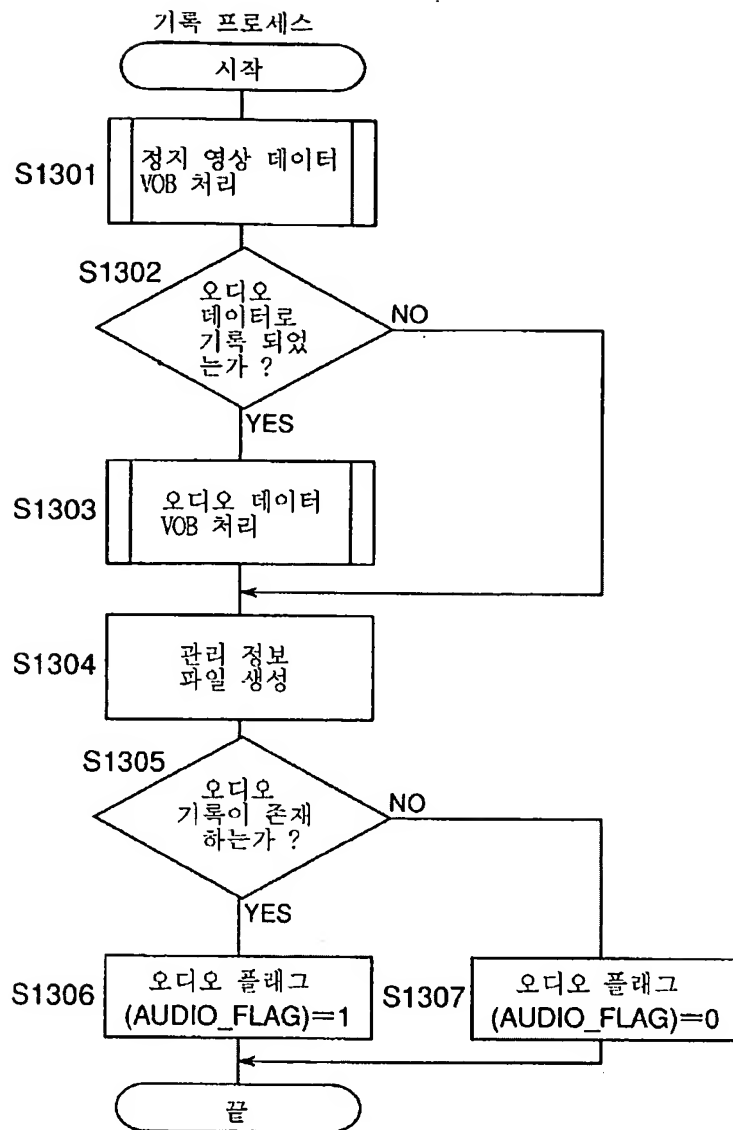 기록 프로세스
시작
S1301
정지 영상 데이터
VOB 처리
S1302
오디오
데이터로
기록 되었
는가 ?
NO
YES
S1303
오디오 데이터
VOB 처리
S1304
관리 정보
파일 생성
S1305
오디오
기록이 존재
하는가 ?
NO
YES
S1306
오디오 플래그
(AUDIO_FLAG)=1
S1307
오디오 플래그
(AUDIO_FLAG)=0
끝